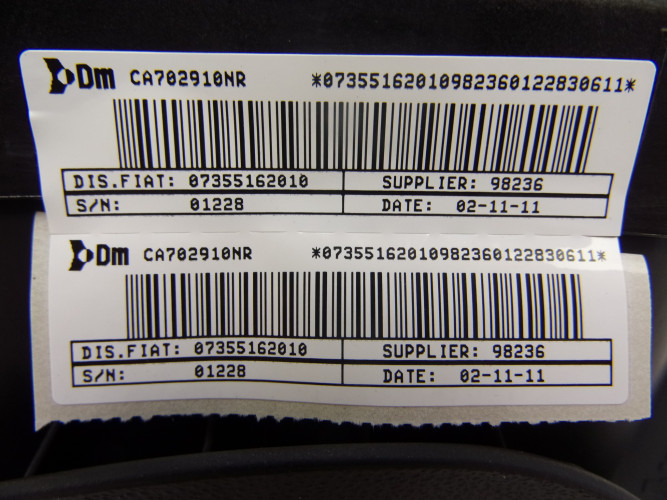 Dm CA702910NR *07355162010982360122830611*
DIS.FIAT: 07355162010 SUPPLIER: 98236
S/N: 01228 DATE: 02-11-11
Dm CA702910NR *07355162010982360122830611*
DIS.FIAT: 07355162010 SUPPLIER: 98236
S/N: 01228 DATE: 02-11-11